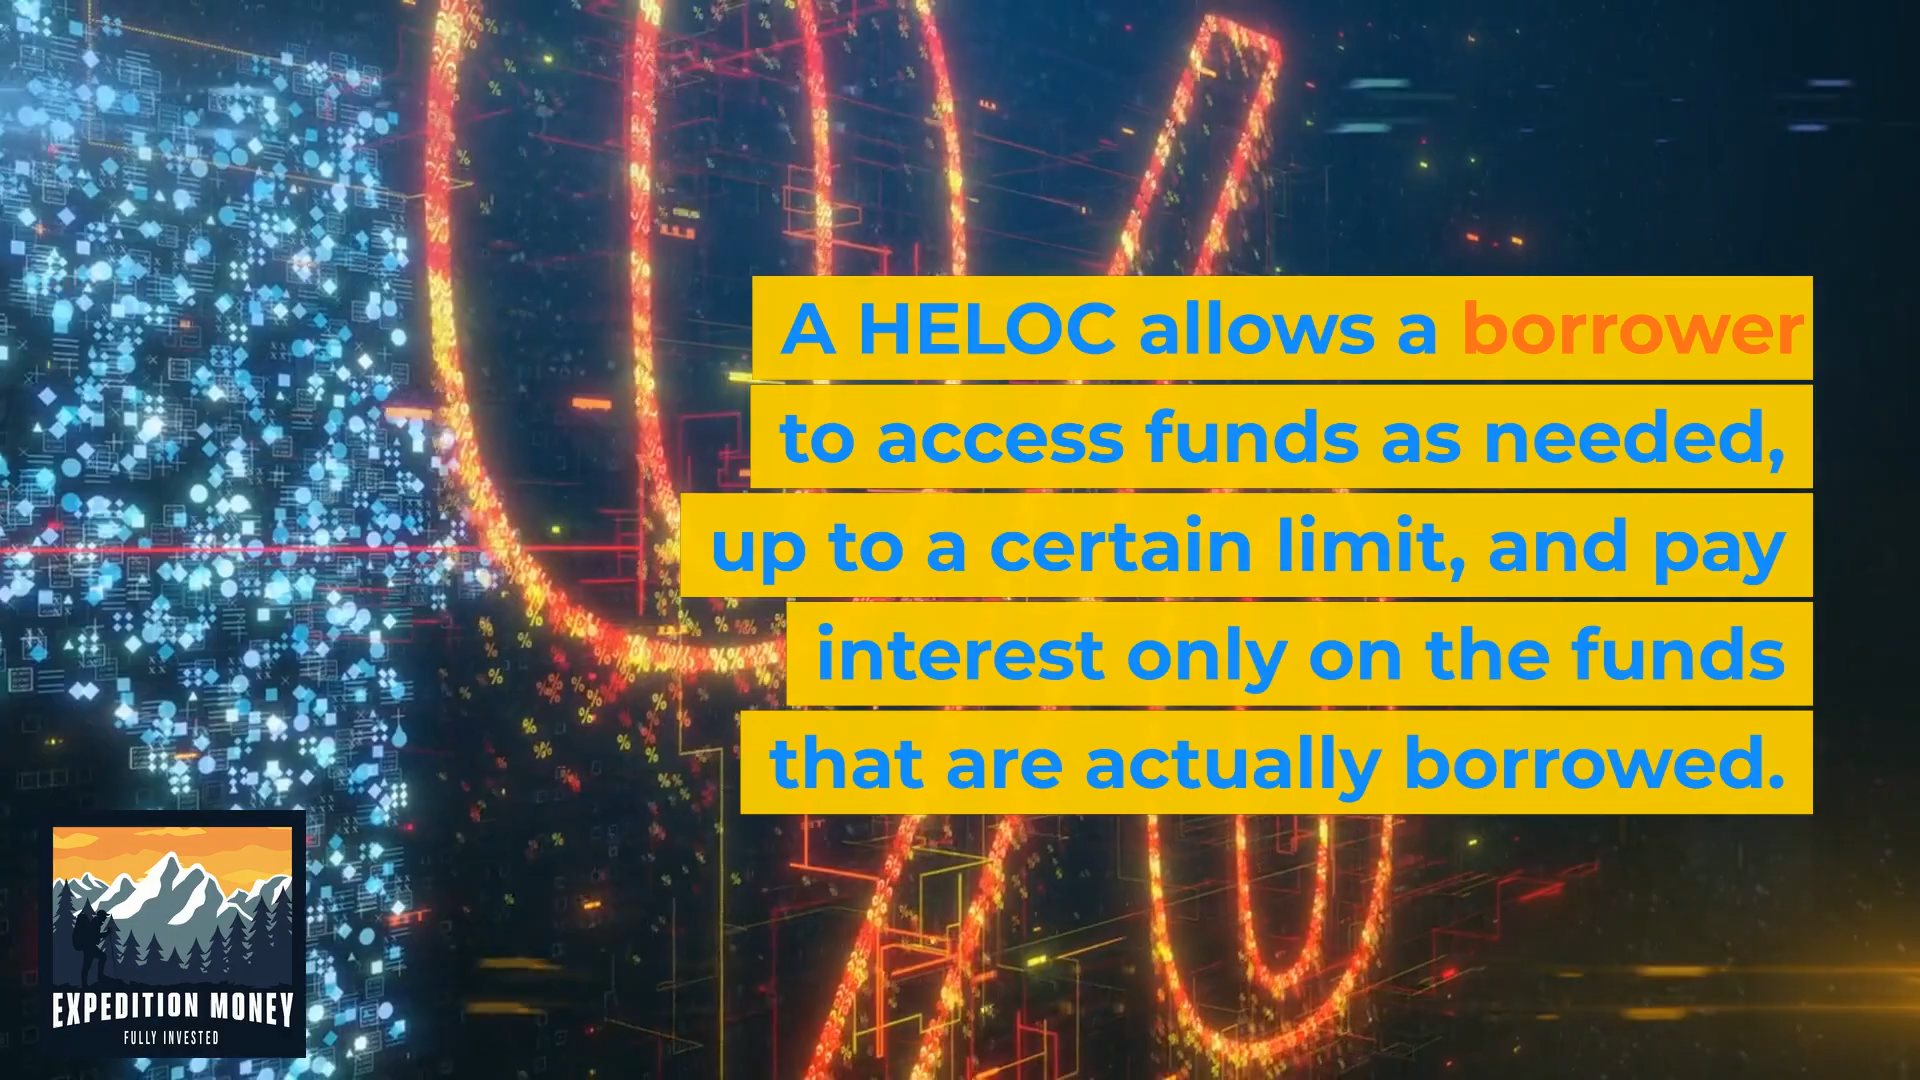 A HELOC allows a borrower
to access funds as needed,
up to a certain limit, and pay
interest only on the funds
that are actually borrowed.
EXPEDITION MONEY
FULLY INVESTED